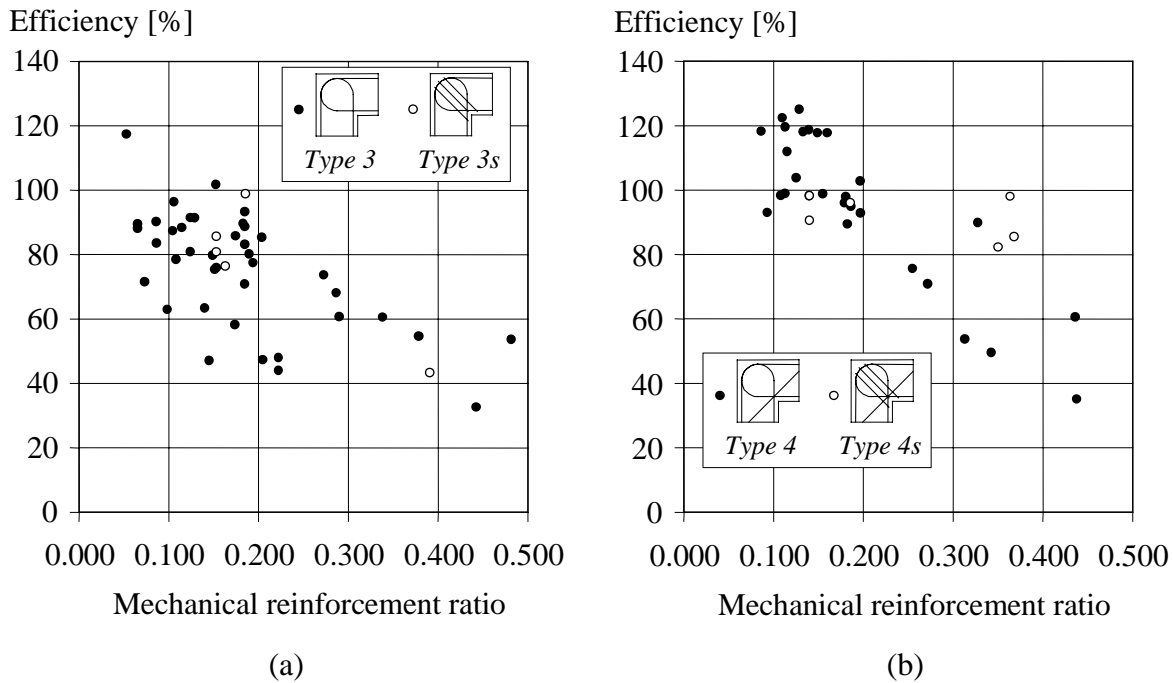 Efficiency [%]
140
120
100
80
60
40
20
0
0.000 0.100 0.200 0.300 0.400 0.500
Mechanical reinforcement ratio
Type 3 Type 3s
(a)
Efficiency [%]
140
120
100
80
60
40
20
0
0.000 0.100 0.200 0.300 0.400 0.500
Mechanical reinforcement ratio
Type 4 Type 4s
(b)